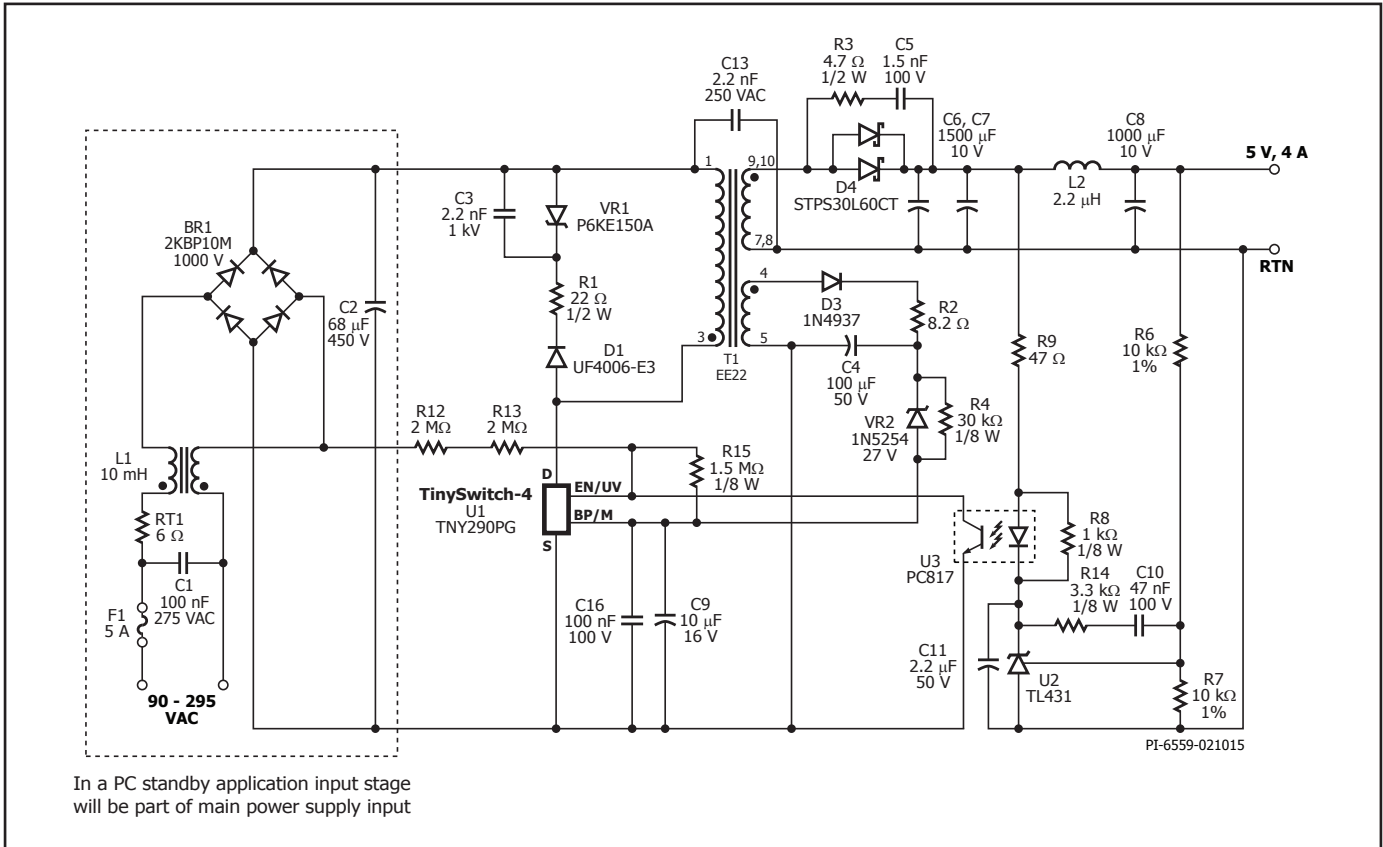 C13
2.2 nF
250 VAC
R3
4.7 Ω
1/2 W
C5
1.5 nF
100 V
C6, C7
1500 μF
10 V
C8
1000 μF
10 V
5 V, 4 A
1
9,10
D4
STPS30L60CT
L2
2.2 μH
7,8
RTN
C3
2.2 nF
1 kV
VR1
P6KE150A
BR1
2KBP10M
1000 V
R1
22 Ω
1/2 W
C2
68 μF
450 V
4
D3
1N4937
R2
8.2 Ω
3
5
T1
EE22
D1
UF4006-E3
C4
100 μF
50 V
R9
47 Ω
R6
10 kΩ
1%
R12
2 MΩ
R13
2 MΩ
VR2
1N5254
27 V
R4
30 kΩ
1/8 W
L1
10 mH
R15
1.5 MΩ
1/8 W
D
EN/UV
BP/M
S
TinySwitch-4
U1
TNY290PG
RT1
6 Ω
C1
100 nF
275 VAC
F1
5 A
U3
PC817
R8
1 kΩ
1/8 W
R14
3.3 kΩ
1/8 W
C10
47 nF
100 V
C16
100 nF
100 V
C9
10 μF
16 V
C11
2.2 μF
50 V
U2
TL431
R7
10 kΩ
1%
90 - 295
VAC
PI-6559-021015
In a PC standby application input stage
will be part of main power supply input